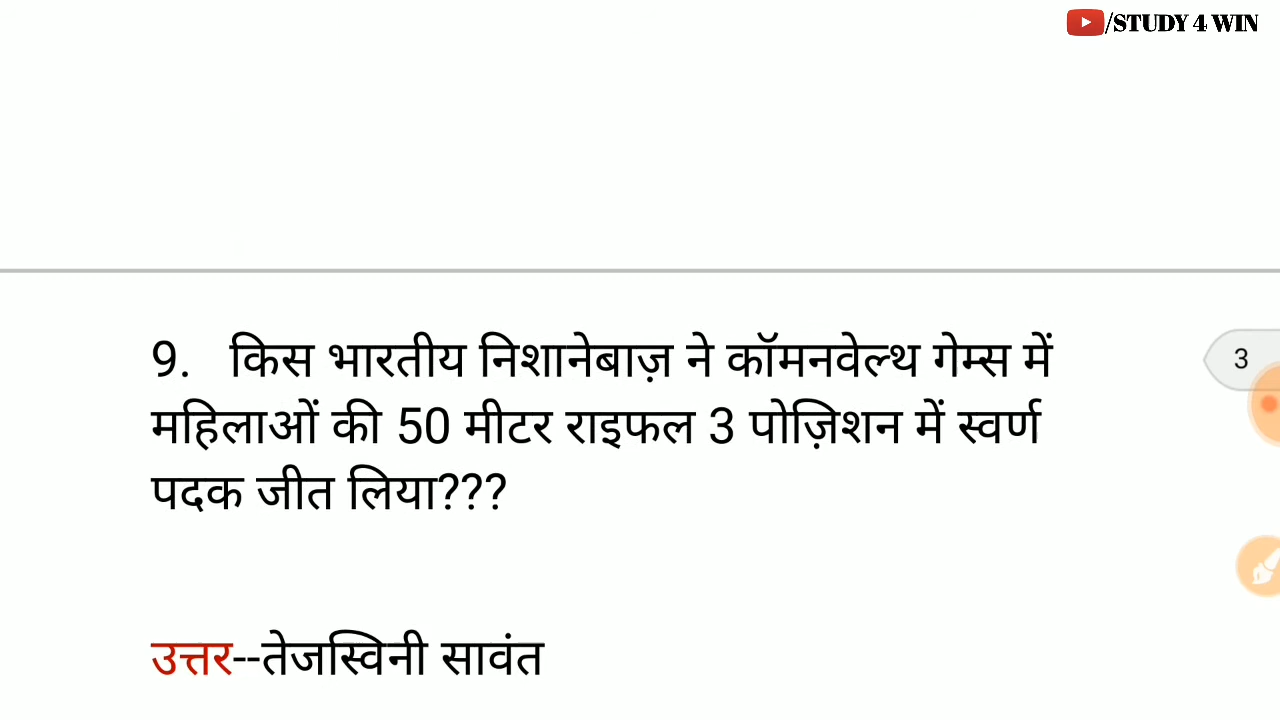 /STUDY 4 WIN
9. किस भारतीय निशानेबाज़ ने कॉमनवेल्थ गेम्स में
3
महिलाओं की 50 मीटर राइफल 3 पोज़िशन में स्वर्ण
पदक जीत लिया???
उत्तर--तेजस्विनी सावंत